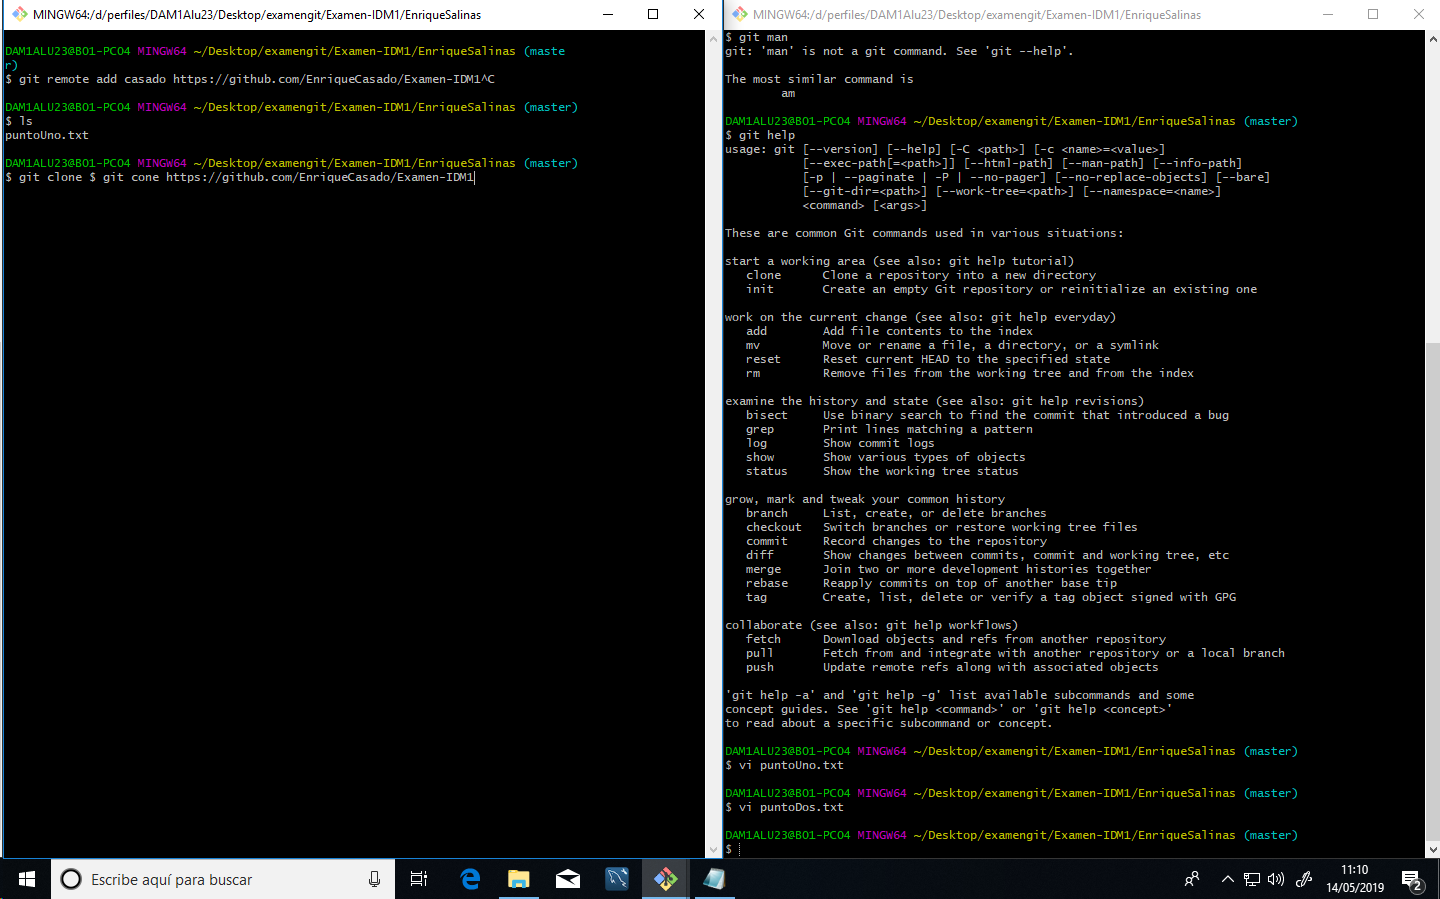 MINGW64:/d/perfiles/DAM1Alu23/Desktop/examengit/Examen-IDM1/EnriqueSalinas
DAM1ALU23@B01-PC04 MINGW64 ~/Desktop/examengit/Examen-IDM1/EnriqueSalinas (maste
r)
$ git remote add casado https://github.com/EnriqueCasado/Examen-IDM1^C
DAM1ALU23@B01-PC04 MINGW64 ~/Desktop/examengit/Examen-IDM1/EnriqueSalinas (master)
$ ls
puntoUno.txt
DAM1ALU23@B01-PC04 MINGW64 ~/Desktop/examengit/Examen-IDM1/EnriqueSalinas (master)
$ git clone $ git cone https://github.com/EnriqueCasado/Examen-IDM1
MINGW64:/d/perfiles/DAM1Alu23/Desktop/examengit/Examen-IDM1/EnriqueSalinas
$ git man
git: 'man' is not a git command. See 'git --help'.
The most similar command is
am
DAM1ALU23@B01-PC04 MINGW64 ~/Desktop/examengit/Examen-IDM1/EnriqueSalinas (master)
$ git help
usage: git [--version] [--help] [-C <path>] [-c <name>=<value>]
[--exec-path[=<path>]] [--html-path] [--man-path] [--info-path]
[-p | --paginate | -P | --no-pager] [--no-replace-objects] [--bare]
[--git-dir=<path>] [--work-tree=<path>] [--namespace=<name>]
<command> [<args>]
These are common Git commands used in various situations:
start a working area (see also: git help tutorial)
clone Clone a repository into a new directory
init Create an empty Git repository or reinitialize an existing one
work on the current change (see also: git help everyday)
add Add file contents to the index
mv Move or rename a file, a directory, or a symlink
reset Reset current HEAD to the specified state
rm Remove files from the working tree and from the index
examine the history and state (see also: git help revisions)
bisect Use binary search to find the commit that introduced a bug
grep Print lines matching a pattern
log Show commit logs
show Show various types of objects
status Show the working tree status
grow, mark and tweak your common history
branch List, create, or delete branches
checkout Switch branches or restore working tree files
commit Record changes to the repository
diff Show changes between commits, commit and working tree, etc
merge Join two or more development histories together
rebase Reapply commits on top of another base tip
tag Create, list, delete or verify a tag object signed with GPG
collaborate (see also: git help workflows)
fetch Download objects and refs from another repository
pull Fetch from and integrate with another repository or a local branch
push Update remote refs along with associated objects
'git help -a' and 'git help -g' list available subcommands and some
concept guides. See 'git help <command>' or 'git help <concept>'
to read about a specific subcommand or concept.
DAM1ALU23@B01-PC04 MINGW64 ~/Desktop/examengit/Examen-IDM1/EnriqueSalinas (master)
$ vi puntoUno.txt
DAM1ALU23@B01-PC04 MINGW64 ~/Desktop/examengit/Examen-IDM1/EnriqueSalinas (master)
$ vi puntoDos.txt
DAM1ALU23@B01-PC04 MINGW64 ~/Desktop/examengit/Examen-IDM1/EnriqueSalinas (master)
$
Escribe aquí para buscar
11:10
14/05/2019
2